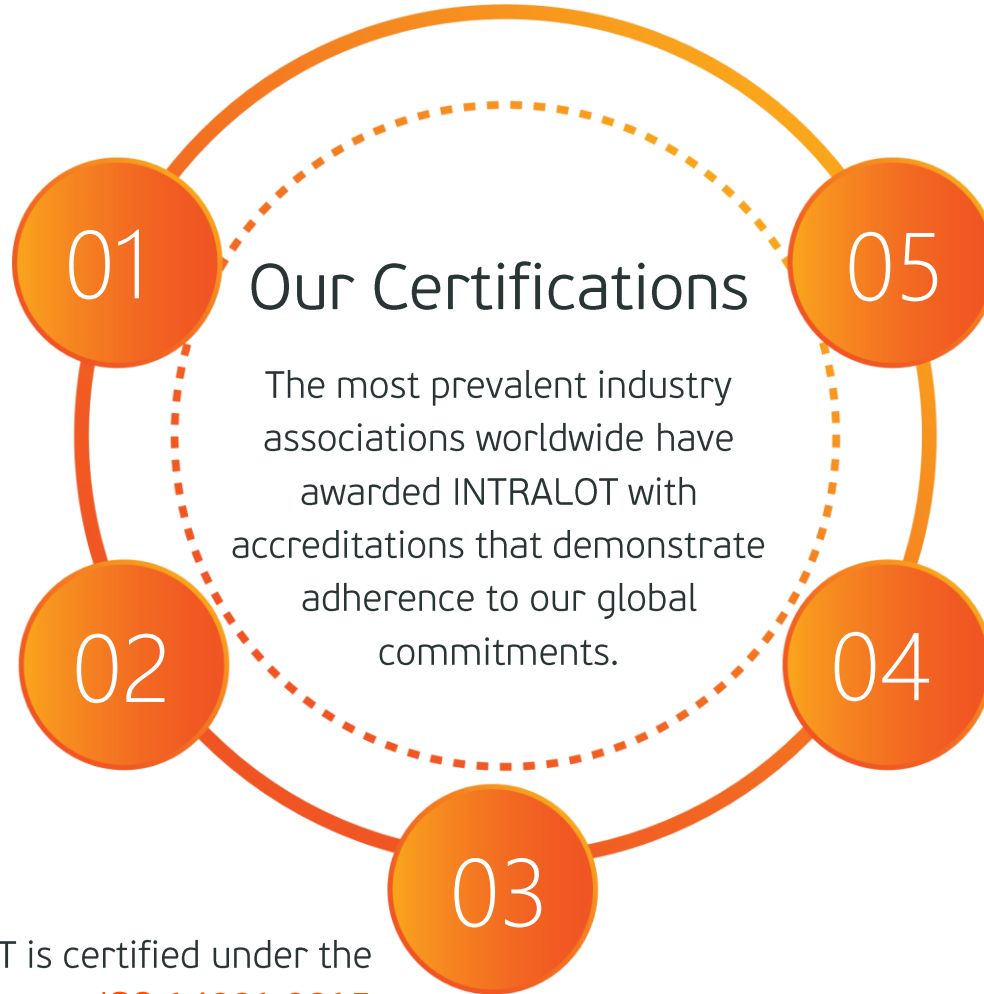 01
05
Our Certifications
The most prevalent industry
associations worldwide have
awarded INTRALOT with
accreditations that demonstrate
adherence to our global
commitments.
02
04
03
T is certified under the